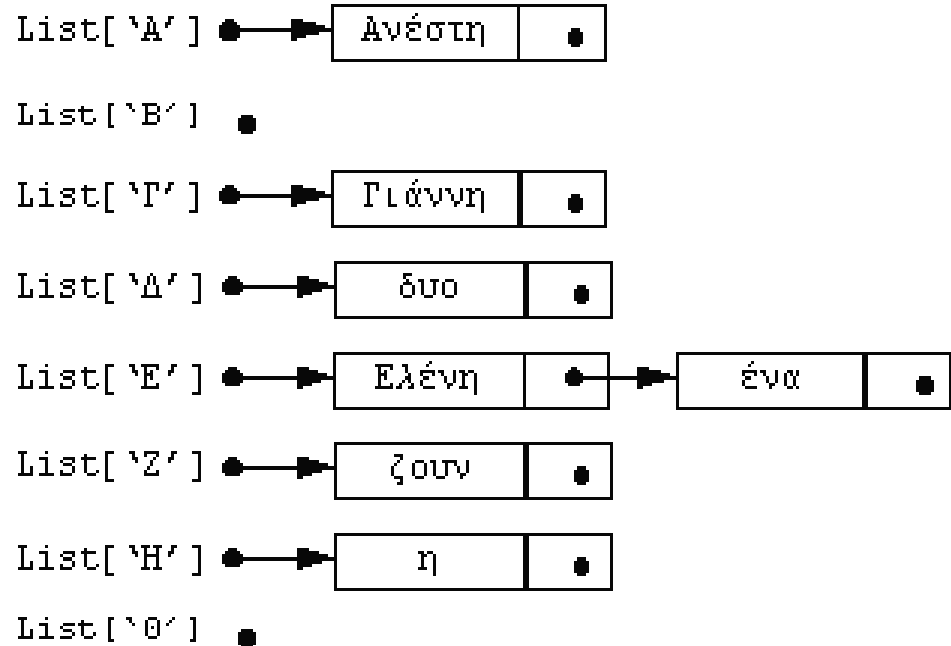 List[‵Α′] Ανέστη
List[‵Β′]
List[‵Γ′] Γιάννη
List[‵Δ′] δυο
List[‵Ε′] Ελένη ένα
List[‵Ζ′] ζουν
List[‵Η′] η
List[‵Θ′]